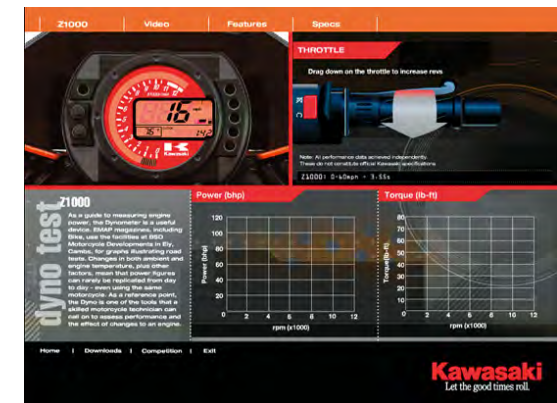 Z1000
Video
Features
Specs
THROTTLE
Drag down on the throttle to increase revs
16
Kawasaki
Note: All performance data achieved independently.
These do not constitute official Kawasaki specifications
Z1000: 0-60mph - 3.55s
dyno test
Z1000
As a guide to measuring engine
power, the Dynometer is a useful
device. EMAP magazines, including
Bike, use the facilities at BSD
Motorcycle Developments in Ely,
Cambs, for graphs illustrating road
tests. Changes in both ambient and
engine temperature, plus other
factors, mean that power figures
can rarely be replicated from day
to day - even using the same
motorcycle. As a reference point,
the Dyno is one of the tools that a
skilled motorcycle technician can
call on to assess performance and
the effect of changes to an engine.
Power (bhp)
120
100
80
60
40
20
Power (bhp)
0 2 4 6 8 10 12
rpm (x1000)
Torque (lb-ft)
80
70
60
50
40
30
20
10
Torque(lb-ft)
0 2 4 6 8 10 12
rpm (x1000)
Home | Downloads | Competition | Exit
Kawasaki
Let the good times roll.